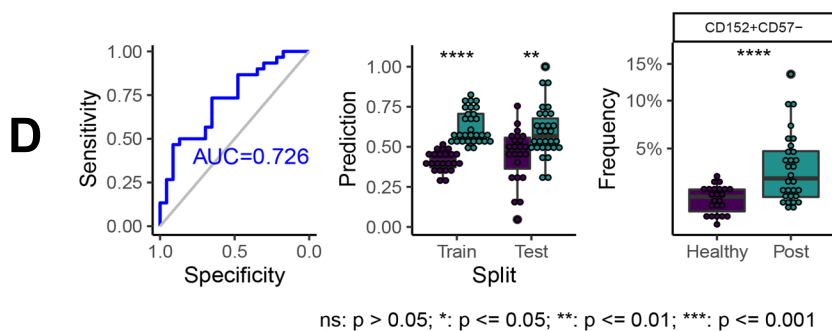 D
Sensitivity
1.00
0.75
0.50
0.25
0.00
AUC=0.726
1.0 0.5 0.0
Specificity
Prediction
1.00
0.75
0.50
0.25
0.00
**** **
Train Test
Split
CD152+CD57−
Frequency
15%
10%
5%
****
Healthy Post
ns: p > 0.05; *: p <= 0.05; **: p <= 0.01; ***: p <= 0.001